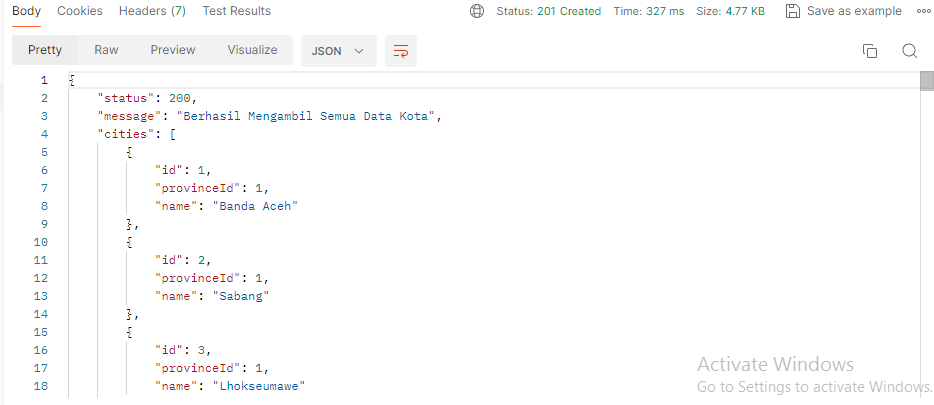 Body Cookies Headers (7) Test Results Status: 201 Created Time: 327 ms Size: 4.77 KB Save as example
Pretty Raw Preview Visualize JSON
1 {
2 "status": 200,
3 "message": "Berhasil Mengambil Semua Data Kota",
4 "cities": [
5 {
6 "id": 1,
7 "provinceId": 1,
8 "name": "Banda Aceh"
9 },
10 {
11 "id": 2,
12 "provinceId": 1,
13 "name": "Sabang"
14 },
15 {
16 "id": 3,
17 "provinceId": 1,
18 "name": "Lhokseumawe"
Activate Windows
Go to Settings to activate Windows.